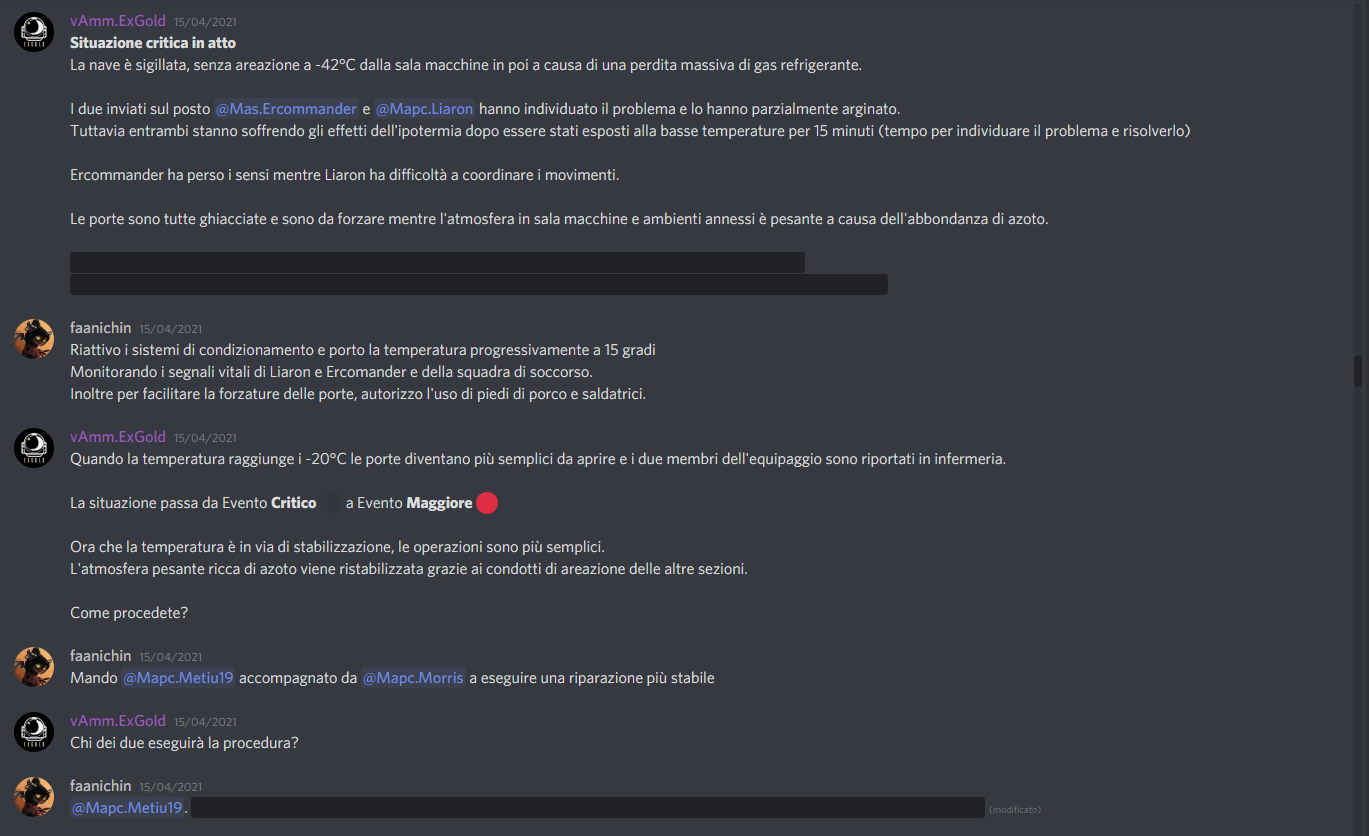 vAmm.ExGold 15/04/2021
Situazione critica in atto
La nave è sigillata, senza areazione a -42°C dalla sala macchine in poi a causa di una perdita massiva di gas refrigerante.
I due inviati sul posto @Mas.Ercommander e @Mapc.Liaron hanno individuato il problema e lo hanno parzialmente arginato.
Tuttavia entrambi stanno soffrendo gli effetti dell'ipotermia dopo essere stati esposti alla basse temperature per 15 minuti (tempo per individuare il problema e risolverlo)
Ercommander ha perso i sensi mentre Liaron ha difficoltà a coordinare i movimenti.
Le porte sono tutte ghiacciate e sono da forzare mentre l'atmosfera in sala macchine e ambienti annessi è pesante a causa dell'abbondanza di azoto.
faanichin 15/04/2021
Riattivo i sistemi di condizionamento e porto la temperatura progressivamente a 15 gradi
Monitorando i segnali vitali di Liaron e Ercomander e della squadra di soccorso.
Inoltre per facilitare la forzature delle porte, autorizzo l'uso di piedi di porco e saldatrici.
vAmm.ExGold 15/04/2021
Quando la temperatura raggiunge i -20°C le porte diventano più semplici da aprire e i due membri dell'equipaggio sono riportati in infermeria.
La situazione passa da Evento Critico a Evento Maggiore
Ora che la temperatura è in via di stabilizzazione, le operazioni sono più semplici.
L'atmosfera pesante ricca di azoto viene ristabilizzata grazie ai condotti di areazione delle altre sezioni.
Come procedete?
faanichin 15/04/2021
Mando @Mapc.Metiu19 accompagnato da @Mapc.Morris a eseguire una riparazione più stabile
vAmm.ExGold 15/04/2021
Chi dei due eseguirà la procedura?
faanichin 15/04/2021
@Mapc.Metiu19. (modificato)